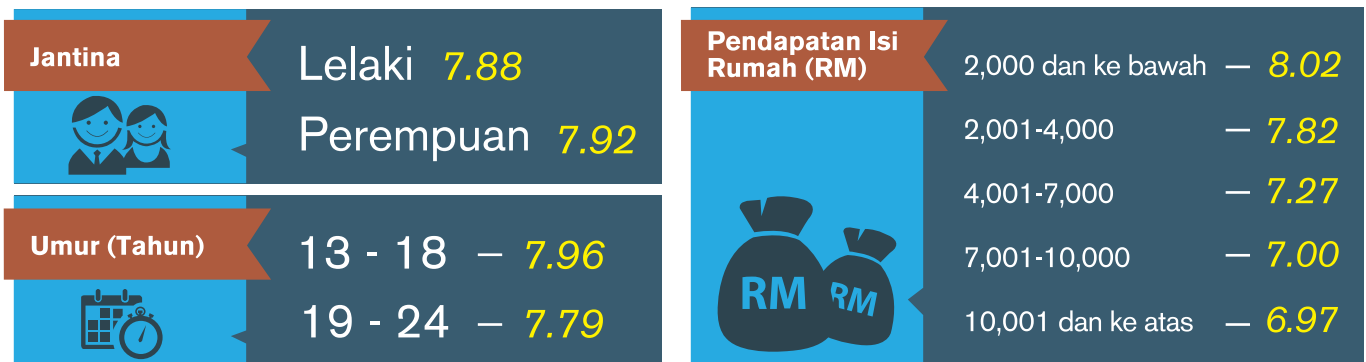 Jantina
Lelaki 7.88
Perempuan 7.92
Umur (Tahun)
13 - 18 – 7.96
19 - 24 – 7.79
Pendapatan Isi
Rumah (RM)
2,000 dan ke bawah – 8.02
2,001-4,000 – 7.82
4,001-7,000 – 7.27
7,001-10,000 – 7.00
10,001 dan ke atas – 6.97
RM
RM